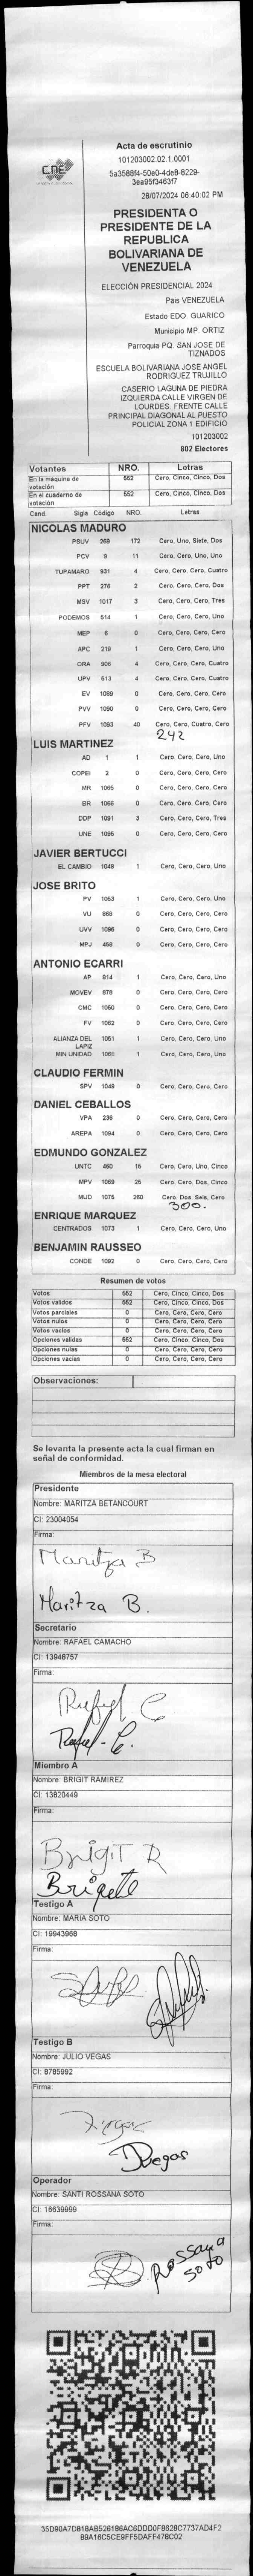 CNE
Acta de escrutinio
101203002.02.1.0001
5a3588f4-50e0-4de8-8229-
3ea95f3463f7
28/07/2024 06:40:02 PM
PRESIDENTA O
PRESIDENTE DE LA
REPUBLICA
BOLIVARIANA DE
VENEZUELA
ELECCIÓN PRESIDENCIAL 2024
Pais VENEZUELA
Estado EDO. GUARICO
Municipio MP. ORTIZ
Parroquia PQ. SAN JOSE DE
TIZNADOS
ESCUELA BOLIVARIANA JOSE ANGEL
RODRIGUEZ TRUJILLO
CASERIO LAGUNA DE PIEDRA
IZQUIERDA CALLE VIRGEN DE
LOURDES. FRENTE CALLE
PRINCIPAL DIAGONAL AL PUESTO
POLICIAL ZONA 1 EDIFICIO
101203002
802 Electores
Votantes NRO. Letras
En la máquina de votación 552 Cero, Cinco, Cinco, Dos
En el cuaderno de votación 552 Cero, Cinco, Cinco, Dos
Cand. Sigla Código NRO. Letras
NICOLAS MADURO
PSUV 269 172 Cero, Uno, Siete, Dos
PCV 9 11 Cero, Cero, Uno, Uno
TUPAMARO 931 4 Cero, Cero, Cero, Cuatro
PPT 276 2 Cero, Cero, Cero, Dos
MSV 1017 3 Cero, Cero, Cero, Tres
PODEMOS 514 1 Cero, Cero, Cero, Uno
MEP 6 0 Cero, Cero, Cero, Cero
APC 219 1 Cero, Cero, Cero, Uno
ORA 906 4 Cero, Cero, Cero, Cuatro
UPV 513 4 Cero, Cero, Cero, Cuatro
EV 1089 0 Cero, Cero, Cero, Cero
PVV 1090 0 Cero, Cero, Cero, Cero
PFV 1093 40 Cero, Cero, Cuatro, Cero
242
LUIS MARTINEZ
AD 1 1 Cero, Cero, Cero, Uno
COPEI 2 0 Cero, Cero, Cero, Cero
MR 1065 0 Cero, Cero, Cero, Cero
BR 1066 0 Cero, Cero, Cero, Cero
DDP 1091 3 Cero, Cero, Cero, Tres
UNE 1095 0 Cero, Cero, Cero, Cero
JAVIER BERTUCCI
EL CAMBIO 1048 1 Cero, Cero, Cero, Uno
JOSE BRITO
PV 1053 1 Cero, Cero, Cero, Uno
VU 869 0 Cero, Cero, Cero, Cero
UVV 1096 0 Cero, Cero, Cero, Cero
MPJ 458 0 Cero, Cero, Cero, Cero
ANTONIO ECARRI
AP 914 1 Cero, Cero, Cero, Uno
MOVEV 878 0 Cero, Cero, Cero, Cero
CMC 1060 0 Cero, Cero, Cero, Cero
FV 1062 0 Cero, Cero, Cero, Cero
ALIANZA DEL LAPIZ 1051 1 Cero, Cero, Cero, Uno
MIN UNIDAD 1088 1 Cero, Cero, Cero, Uno
CLAUDIO FERMIN
SPV 1049 0 Cero, Cero, Cero, Cero
DANIEL CEBALLOS
VPA 236 0 Cero, Cero, Cero, Cero
AREPA 1094 0 Cero, Cero, Cero, Cero
EDMUNDO GONZALEZ
UNTC 460 15 Cero, Cero, Uno, Cinco
MPV 1069 25 Cero, Cero, Dos, Cinco
MUD 1075 260 Cero, Dos, Seis, Cero
300.
ENRIQUE MARQUEZ
CENTRADOS 1073 1 Cero, Cero, Cero, Uno
BENJAMIN RAUSSEO
CONDE 1092 0 Cero, Cero, Cero, Cero
Resumen de votos
Votos 552 Cero, Cinco, Cinco, Dos
Votos validos 552 Cero, Cinco, Cinco, Dos
Votos parciales 0 Cero, Cero, Cero, Cero
Votos nulos 0 Cero, Cero, Cero, Cero
Votos vacios 0 Cero, Cero, Cero, Cero
Opciones validas 552 Cero, Cinco, Cinco, Dos
Opciones nulas 0 Cero, Cero, Cero, Cero
Opciones vacias 0 Cero, Cero, Cero, Cero
Observaciones:
Se levanta la presente acta la cual firman en
señal de conformidad.
Miembros de la mesa electoral
Presidente
Nombre: MARITZA BETANCOURT
CI: 23004054
Firma:
Maritza B
Maritza B.
Secretario
Nombre: RAFAEL CAMACHO
CI: 13948757
Firma:
Rafael C
Rafael-C.
Miembro A
Nombre: BRIGIT RAMIREZ
CI: 13820449
Firma:
BrigiT R
Testigo A
Nombre: MARIA SOTO
CI: 19943968
Firma:
Testigo B
Nombre: JULIO VEGAS
CI: 8785992
Firma:
Operador
Nombre: SANTI ROSSANA SOTO
CI: 16639999
Firma:
Rossana
Soto
35D90A7D818AB526186AC6DDD0F8628C7737AD4F2
89A16C5CE9FF5DAFF478C02